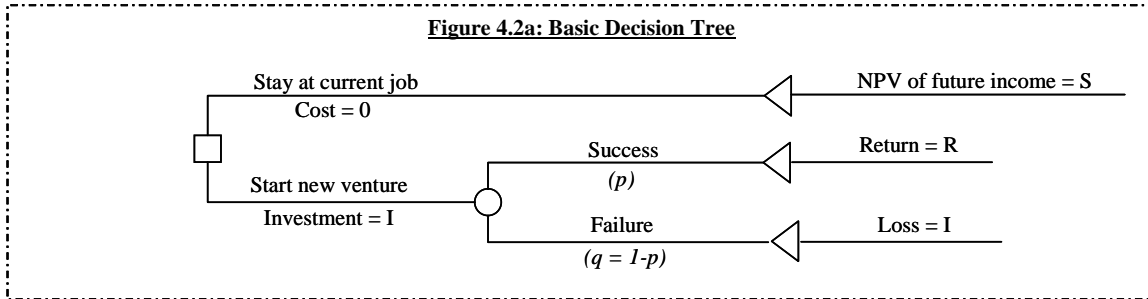 Figure 4.2a: Basic Decision Tree
Stay at current job
Cost = 0
NPV of future income = S
Start new venture
Investment = I
Success
(p)
Return = R
Failure
(q = 1-p)
Loss = I